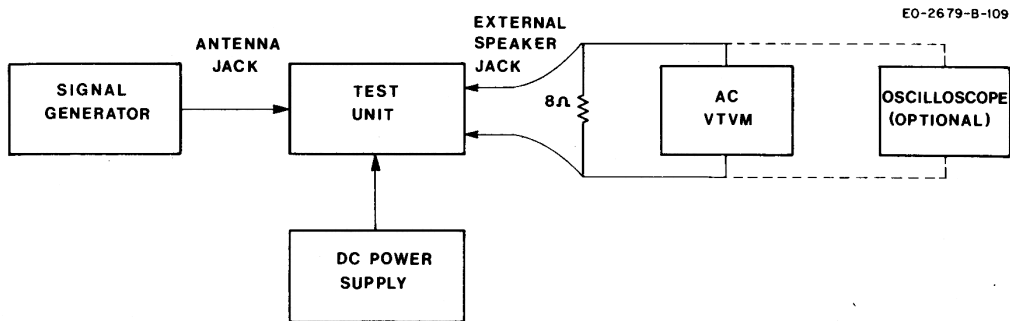 EO-2679-B-109
ANTENNA
JACK
EXTERNAL
SPEAKER
JACK
SIGNAL
GENERATOR
TEST
UNIT
8Ω
AC
VTVM
OSCILLOSCOPE
(OPTIONAL)
DC POWER
SUPPLY